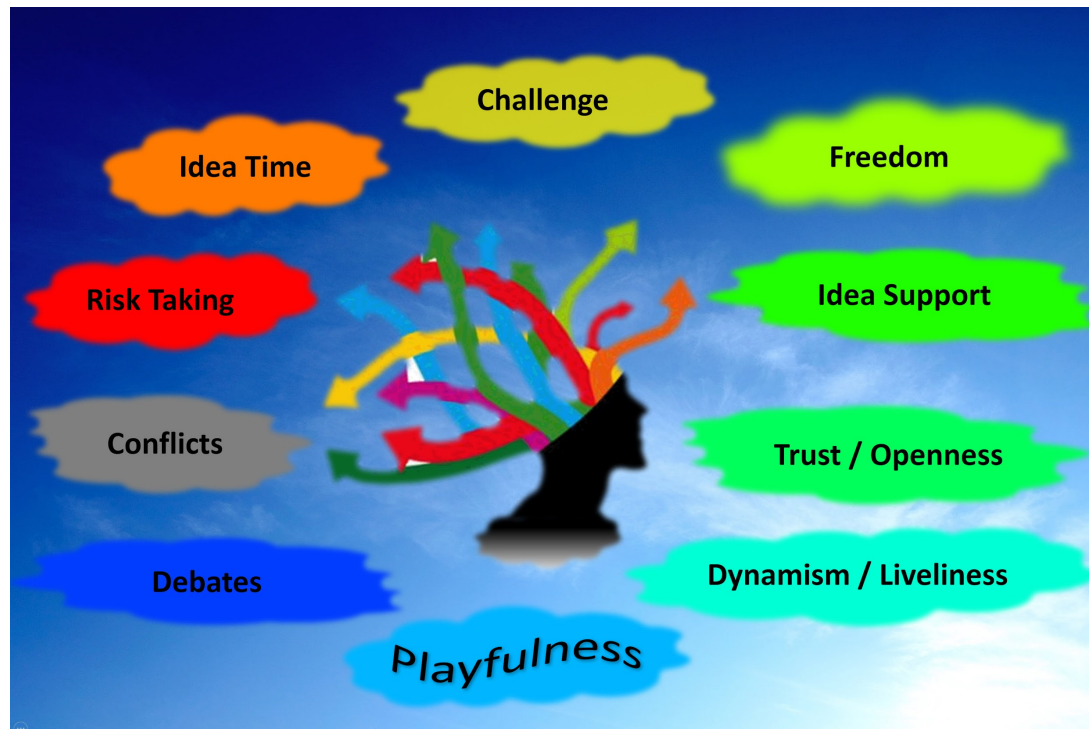 Challenge
Freedom
Idea Support
Trust / Openness
Dynamism / Liveliness
Playfulness
Debates
Conflicts
Risk Taking
Idea Time